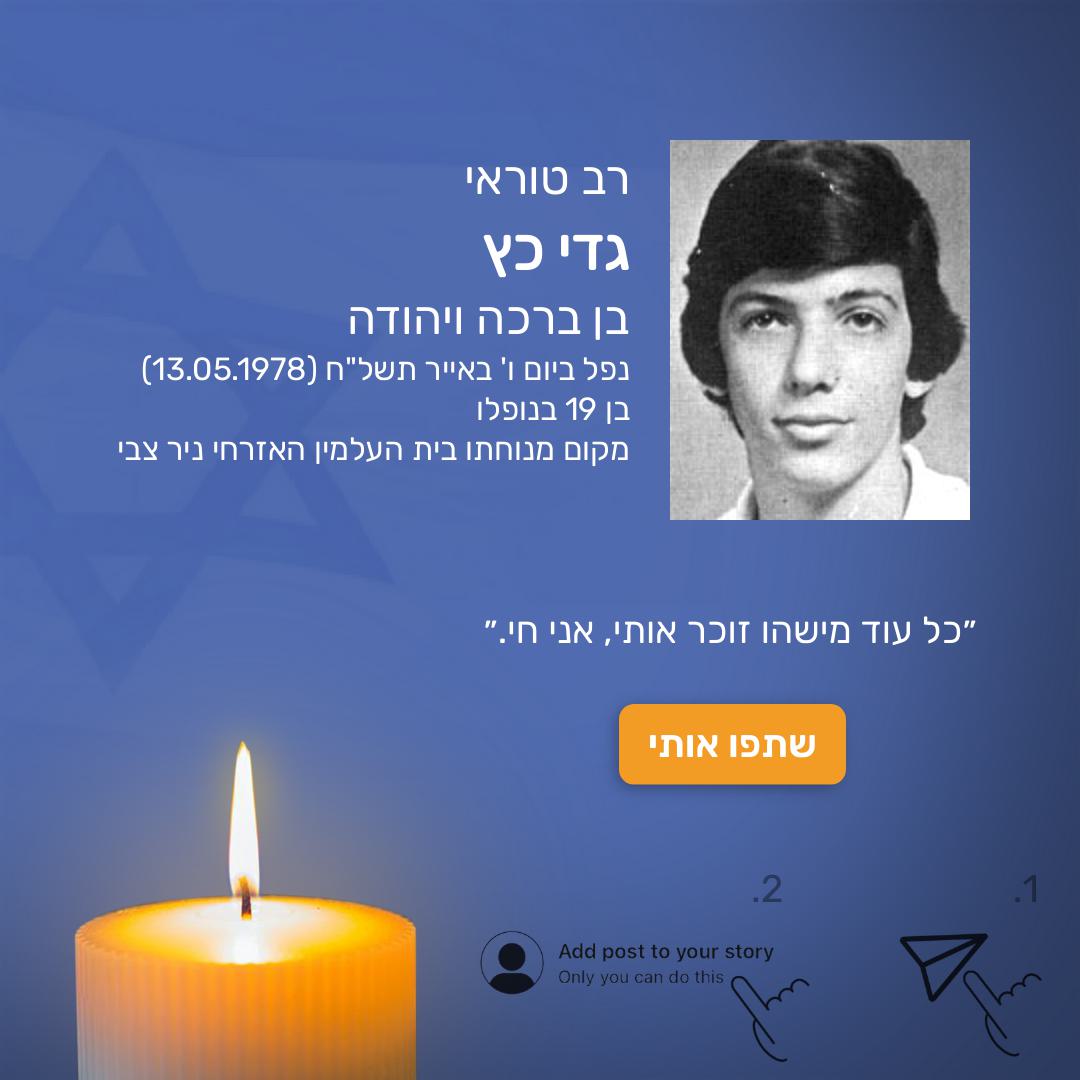 רב טוראי
גדי כץ
בן ברכה ויהודה
נפל ביום ו' באייר תשל"ח (13.05.1978)
בן 19 בנופלו
מקום מנוחתו בית העלמין האזרחי ניר צבי
״כל עוד מישהו זוכר אותי, אני חי.״
שתפו אותי
1.
2.
Add post to your story
Only you can do this